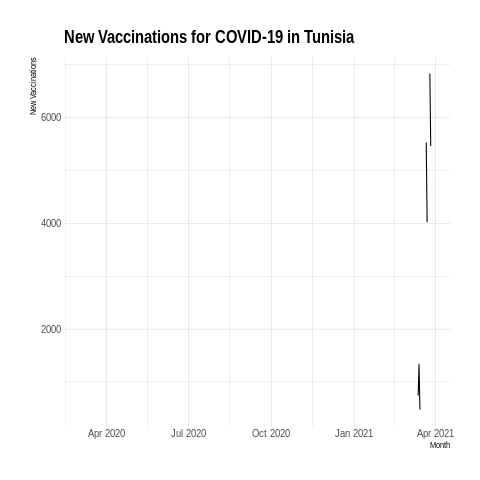 New Vaccinations for COVID-19 in Tunisia
New Vaccinations
6000
4000
2000
Apr 2020
Jul 2020
Oct 2020
Jan 2021
Apr 2021
Month